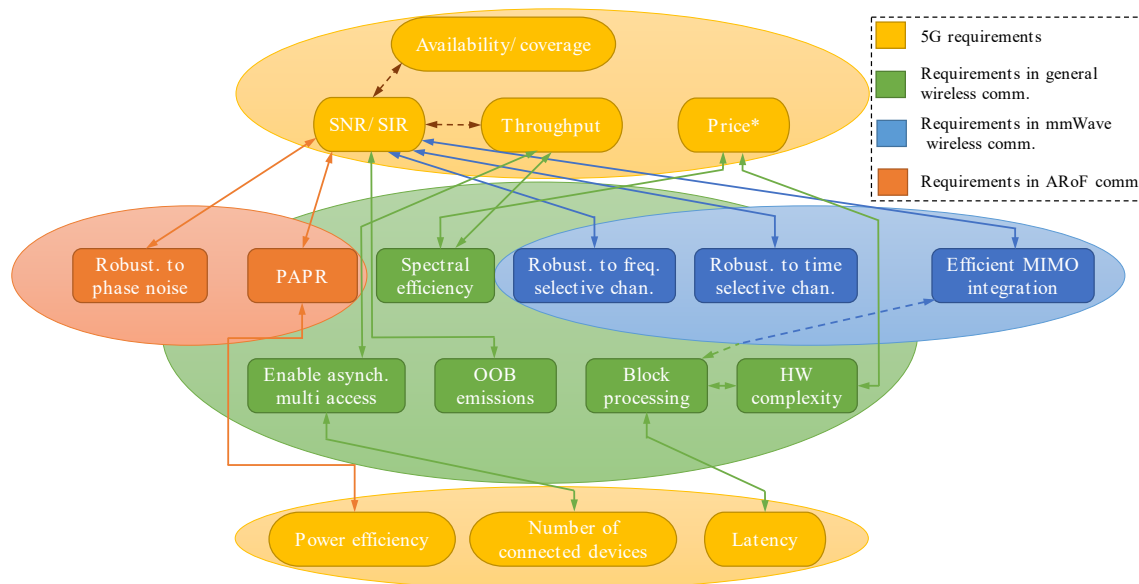 Availability/ coverage
SNR/ SIR
Throughput
Price*
5G requirements
Requirements in general
wireless comm.
Requirements in mmWave
wireless comm.
Requirements in ARoF comm
Robust. to
phase noise
PAPR
Spectral
efficiency
Robust. to freq.
selective chan.
Robust. to time
selective chan.
Efficient MIMO
integration
Enable asynch.
multi access
OOB
emissions
Block
processing
HW
complexity
Power efficiency
Number of
connected devices
Latency